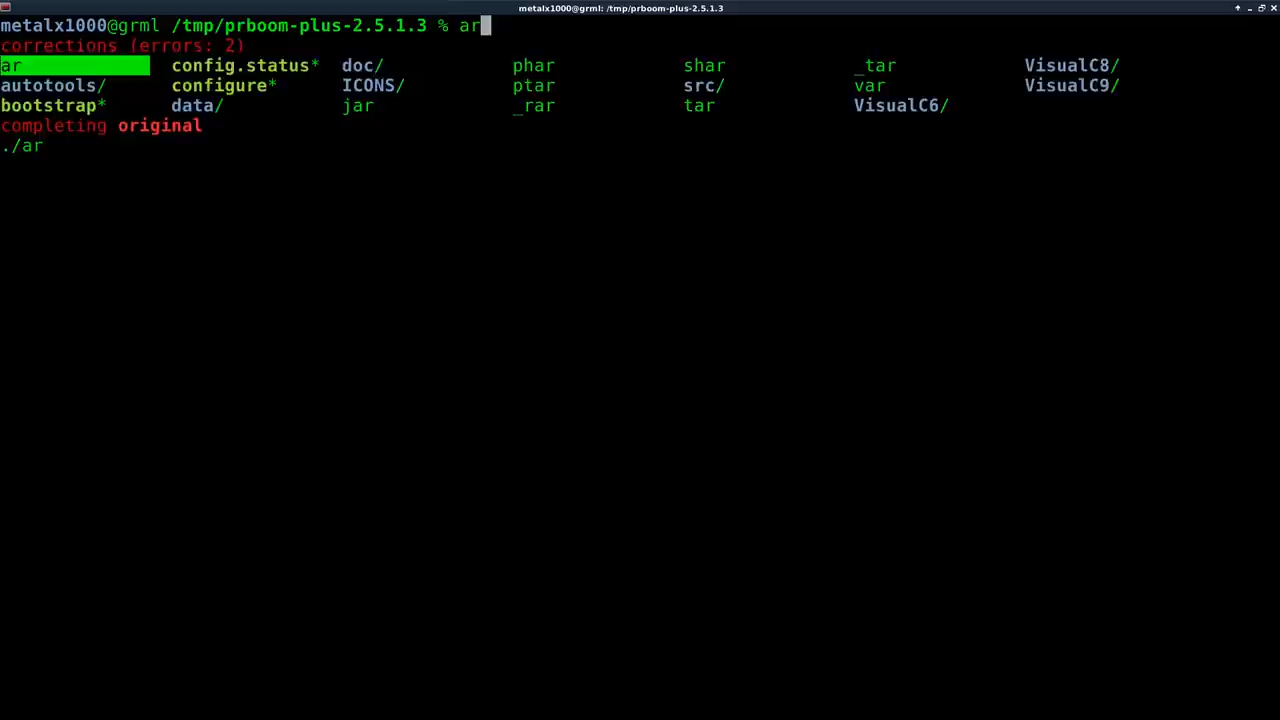 metalx1000@grml: /tmp/prboom-plus-2.5.1.3
metalx1000@grml /tmp/prboom-plus-2.5.1.3 % ar
corrections (errors: 2)
ar config.status* doc/ phar shar _tar VisualC8/
autotools/ configure* ICONS/ ptar src/ var VisualC9/
bootstrap* data/ jar _rar tar VisualC6/
completing original
./ar